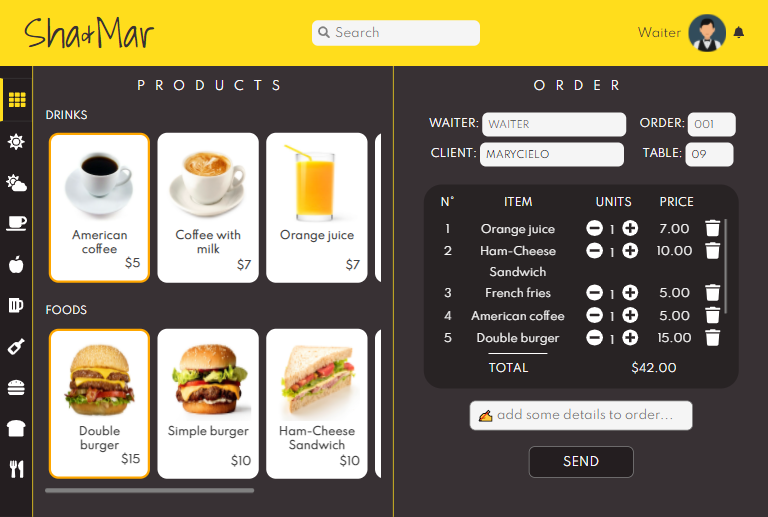 Sha&Mar
Search
Waiter
PRODUCTS
DRINKS
American
coffee
$5
Coffee with
milk
$7
Orange juice
$7
FOODS
Double
burger
$15
Simple burger
$10
Ham-Cheese
Sandwich
$10
ORDER
WAITER: WAITER ORDER: 001
CLIENT: MARYCIELO TABLE: 09
N° ITEM UNITS PRICE
1 Orange juice 1 7.00
2 Ham-Cheese 1 10.00
Sandwich
3 French fries 1 5.00
4 American coffee 1 5.00
5 Double burger 1 15.00
TOTAL $42.00
✍ add some details to order...
SEND